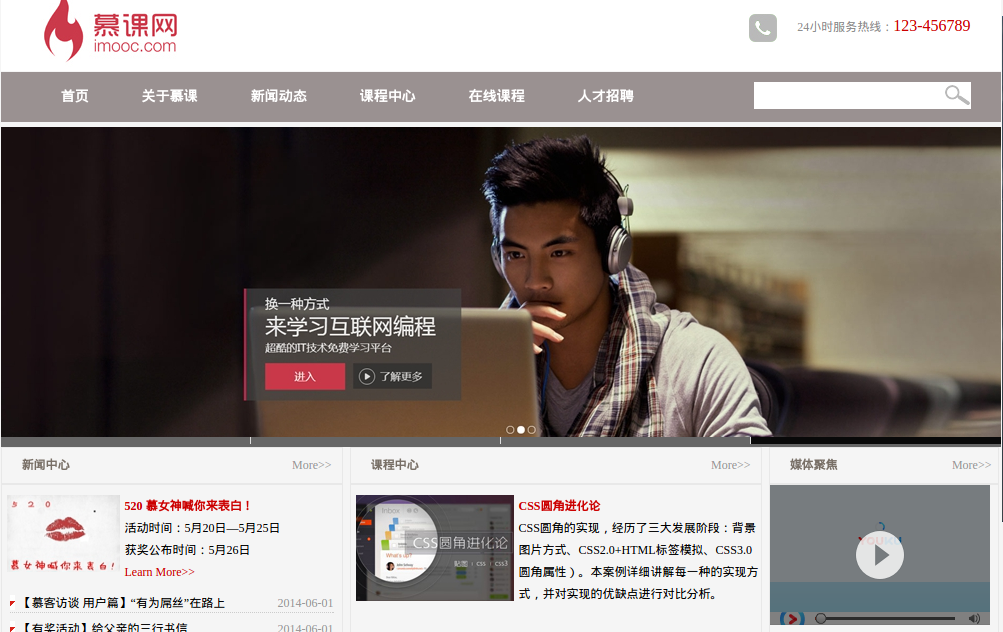 慕课网
imooc.com
24小时服务热线：123-456789
首页
关于慕课
新闻动态
课程中心
在线课程
人才招聘
换一种方式
来学习互联网编程
超酷的IT技术免费学习平台
进入
了解更多
新闻中心
More>>
520
慕女神喊你来表白!
520 慕女神喊你来表白！
活动时间：5月20日—5月25日
获奖公布时间：5月26日
Learn More>>
【慕客访谈 用户篇】“有为屌丝”在路上
2014-06-01
【有奖活动】给父亲的三行书信
2014-06-01
课程中心
More>>
Inbox
What's up?
CSS圆角进化论
贴图 | css | css3
CSS圆角进化论
CSS圆角的实现，经历了三大发展阶段：背景
图片方式、CSS2.0+HTML标签模拟、CSS3.0
圆角属性）。本案例详细讲解每一种的实现方
式，并对实现的优缺点进行对比分析。
媒体聚焦
More>>
YOUKU